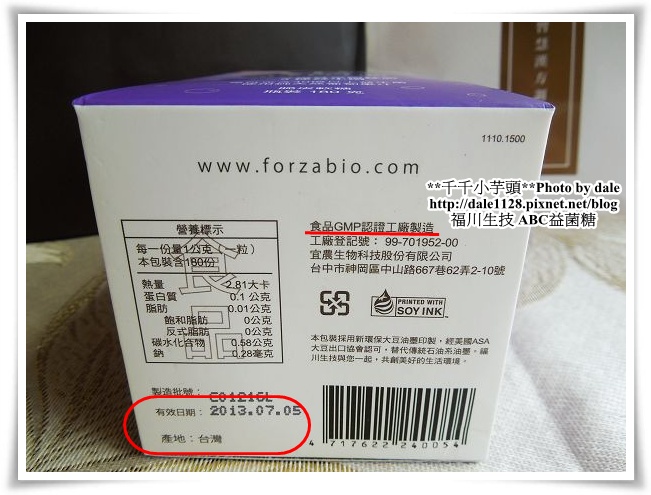 1110.1500
www.forzabio.com
**千千小芋頭**Photo by dale
http://dale1128.pixnet.net/blog
福川生技 ABC益菌糖
營養標示
每一份量1公克(一粒)
本包裝含180份
熱量 2.81大卡
蛋白質 0.1 公克
脂肪 0.01公克
飽和脂肪 0公克
反式脂肪 0公克
碳水化合物 0.58公克
鈉 0.28毫克
食品GMP認證工廠製造
工廠登記號: 99-701952-00
宜農生物科技股份有限公司
台中市神岡區中山路667巷62弄2-10號
PRINTED WITH
SOY INK
本包裝採用新環保大豆油墨印製,經美國ASA
大豆出口協會認可,替代傳統石油系油墨。福
川生技與您一起,共創美好的生活環境。
製造批號: C01216L
有效日期: 2013.07.05
產地:台灣
4 717622 240054